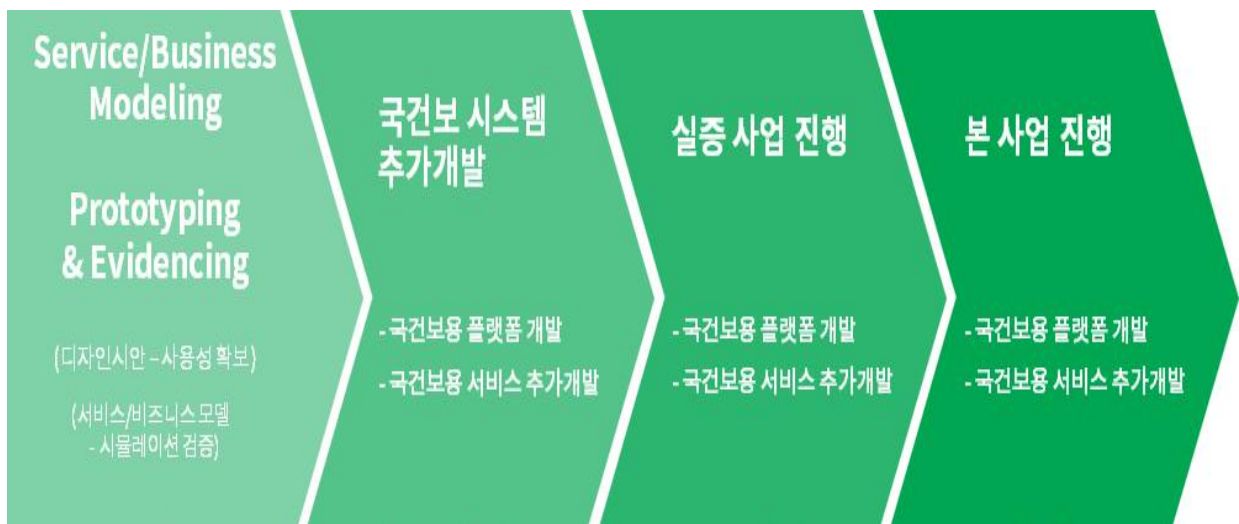 Service/Business
Modeling
Prototyping
& Evidencing
(디자인시안 – 사용성 확보)
(서비스/비즈니스 모델
- 시뮬레이션 검증)
국건보 시스템
추가개발
- 국건보용 플랫폼 개발
- 국건보용 서비스 추가개발
실증 사업 진행
- 국건보용 플랫폼 개발
- 국건보용 서비스 추가개발
본 사업 진행
- 국건보용 플랫폼 개발
- 국건보용 서비스 추가개발